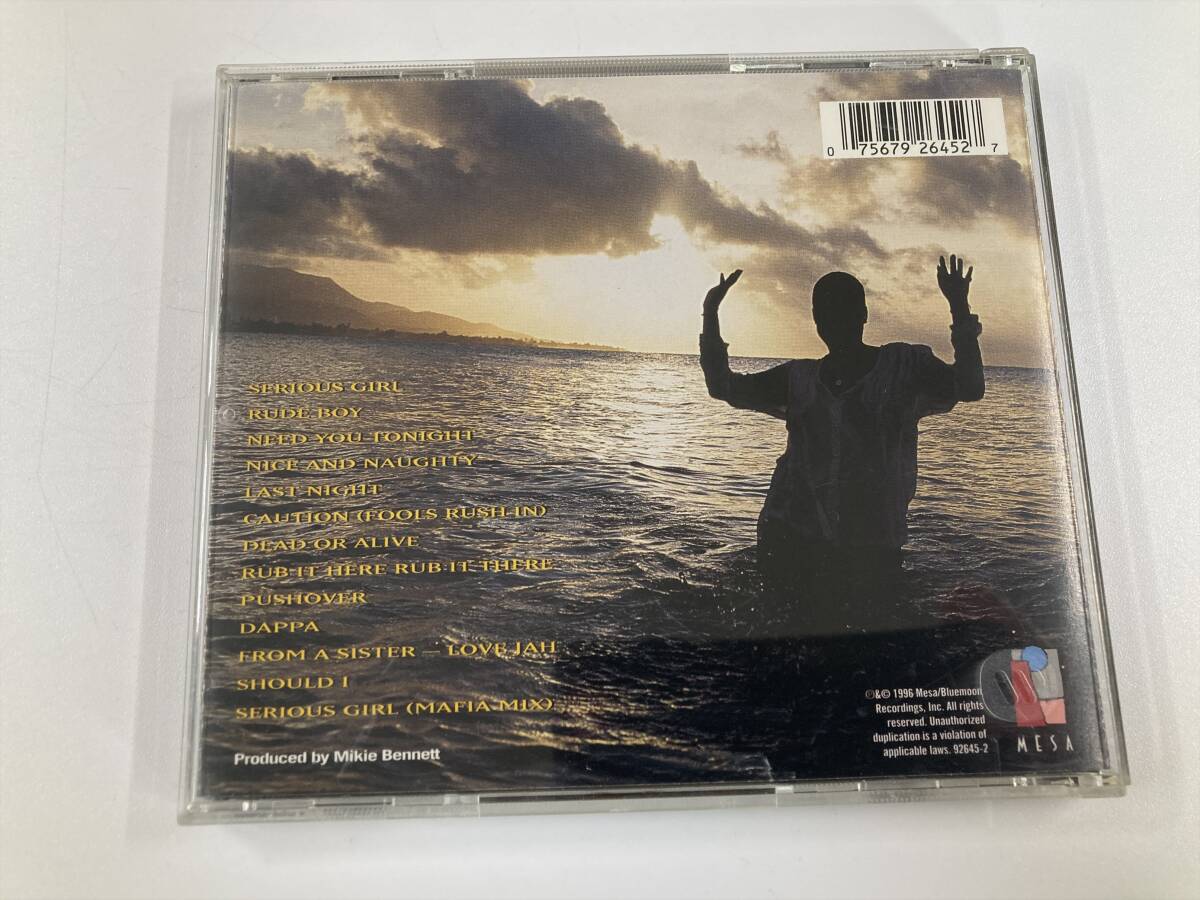 0 75679 26452 7
SERIOUS GIRL
RUDE BOY
NEED YOU TONIGHT
NICE AND NAUGHTY
LAST NIGHT
CAUTION (FOOLS RUSH IN)
DEAD OR ALIVE
RUB IT HERE RUB IT THERE
PUSHOVER
DAPPA
FROM A SISTER – LOVE JAH
SHOULD I
SERIOUS GIRL (MAFIA MIX)
Produced by Mikie Bennett
℗&© 1996 Mesa/Bluemoon
Recordings, Inc. All rights
reserved. Unauthorized
duplication is a violation of
applicable laws. 92645-2
MESA